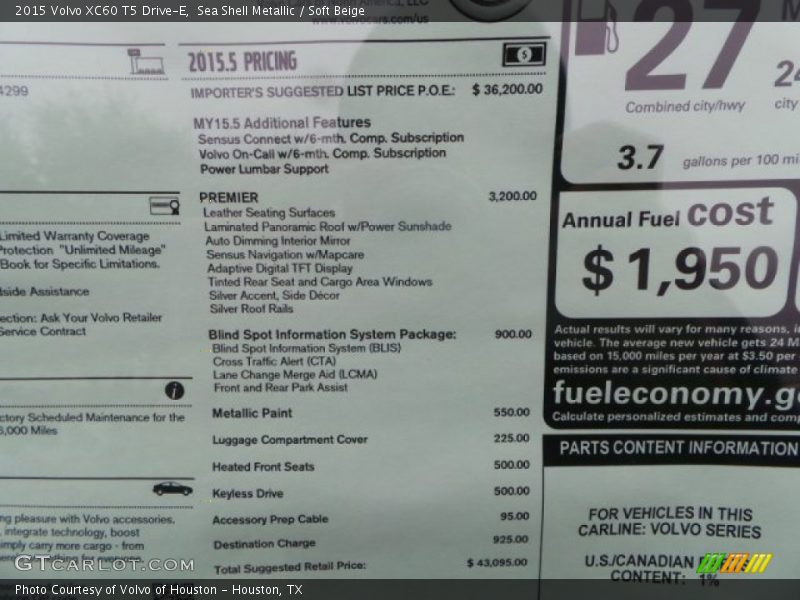 2015 Volvo XC60 T5 Drive-E, Sea Shell Metallic / Soft Beige
www.volvocars.com/us
4299
Limited Warranty Coverage
Protection "Unlimited Mileage"
Book for Specific Limitations.
dside Assistance
ection: Ask Your Volvo Retailer
Service Contract
i
ctory Scheduled Maintenance for the
6,000 Miles
ng pleasure with Volvo accessories.
, integrate technology, boost
imply carry more cargo - from
2015.5 PRICING
$
IMPORTER'S SUGGESTED LIST PRICE P.O.E.: $ 36,200.00
MY15.5 Additional Features
Sensus Connect w/6-mth. Comp. Subscription
Volvo On-Call w/6-mth. Comp. Subscription
Power Lumbar Support
PREMIER 3,200.00
Leather Seating Surfaces
Laminated Panoramic Roof w/Power Sunshade
Auto Dimming Interior Mirror
Sensus Navigation w/Mapcare
Adaptive Digital TFT Display
Tinted Rear Seat and Cargo Area Windows
Silver Accent, Side Décor
Silver Roof Rails
Blind Spot Information System Package: 900.00
Blind Spot Information System (BLIS)
Cross Traffic Alert (CTA)
Lane Change Merge Aid (LCMA)
Front and Rear Park Assist
Metallic Paint 550.00
Luggage Compartment Cover 225.00
Heated Front Seats 500.00
Keyless Drive 500.00
Accessory Prep Cable 95.00
Destination Charge 925.00
Total Suggested Retail Price: $ 43,095.00
27
24
Combined city/hwy city
3.7 gallons per 100 mi
Annual Fuel cost
$1,950
Actual results will vary for many reasons, in
vehicle. The average new vehicle gets 24 M
based on 15,000 miles per year at $3.50 per
emissions are a significant cause of climate
fueleconomy.go
Calculate personalized estimates and comp
PARTS CONTENT INFORMATION
FOR VEHICLES IN THIS
CARLINE: VOLVO SERIES
U.S./CANADIAN
CONTENT: 1%
GTCARLOT.COM
Photo Courtesy of Volvo of Houston - Houston, TX